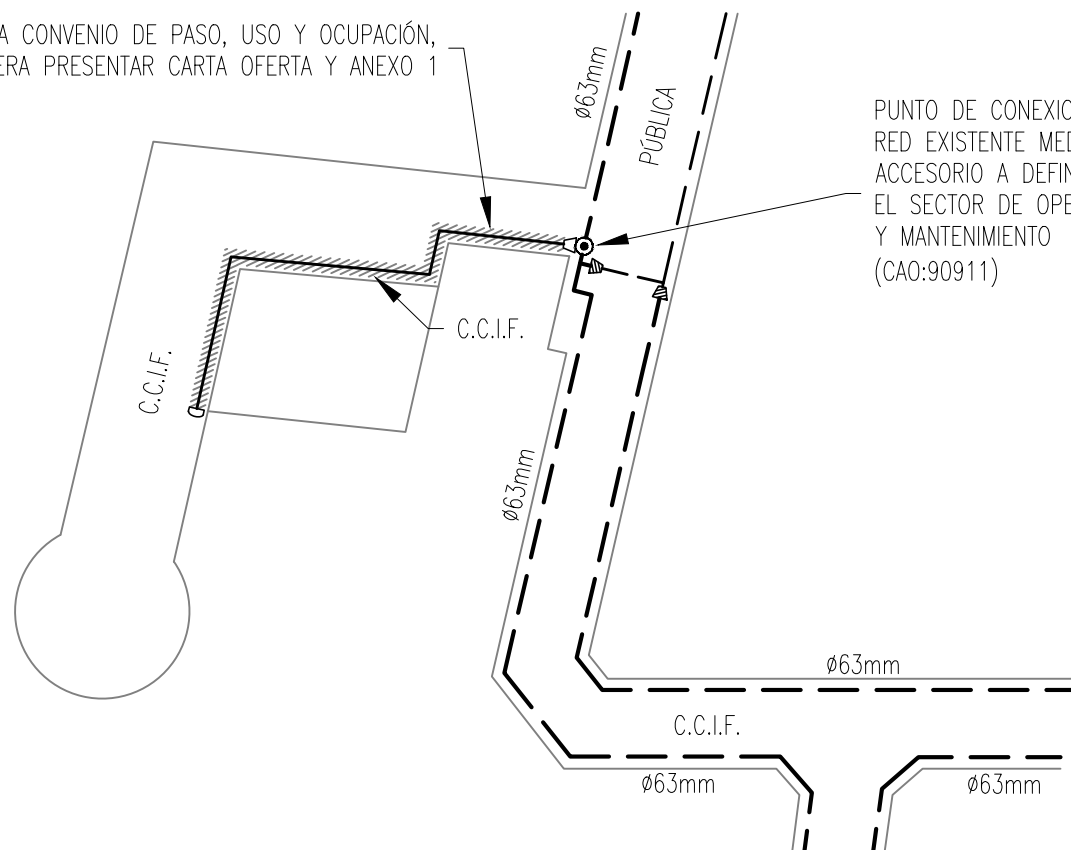 A CONVENIO DE PASO, USO Y OCUPACIÓN,
ERA PRESENTAR CARTA OFERTA Y ANEXO 1
ø63mm
PÚBLICA
PUNTO DE CONEXIO
RED EXISTENTE MED
ACCESORIO A DEFIN
EL SECTOR DE OPE
Y MANTENIMIENTO
(CAO:90911)
C.C.I.F.
C.C.I.F.
ø63mm
ø63mm
C.C.I.F.
ø63mm
ø63mm